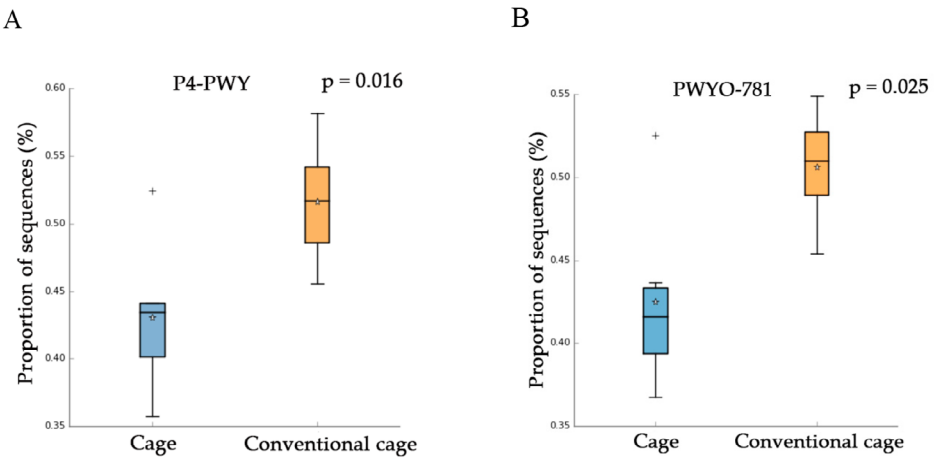 A
P4-PWY
p = 0.016
Proportion of sequences (%)
0.60
0.55
0.50
0.45
0.40
0.35
Cage
Conventional cage
B
PWYO-781
p = 0.025
Proportion of sequences (%)
0.55
0.50
0.45
0.40
0.35
Cage
Conventional cage